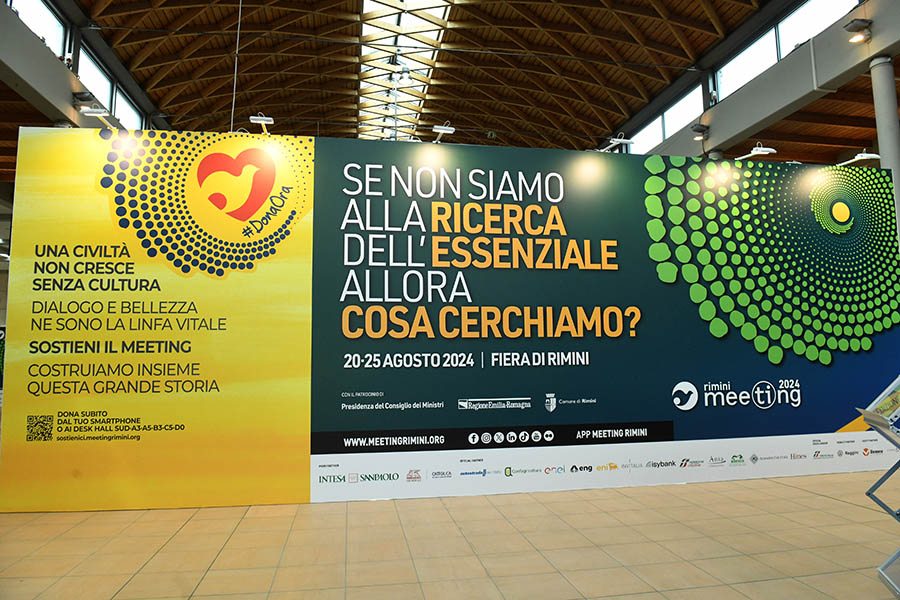 #DonaOra
UNA CIVILTÀ
NON CRESCE
SENZA CULTURA
DIALOGO E BELLEZZA
NE SONO LA LINFA VITALE
SOSTIENI IL MEETING
COSTRUIAMO INSIEME
QUESTA GRANDE STORIA
DONA SUBITO
DAL TUO SMARTPHONE
O AI DESK HALL SUD-A3-A5-B3-C5-D0
sostienici.meetingrimini.org
SE NON SIAMO
ALLA RICERCA
DELL'ESSENZIALE
ALLORA
COSA CERCHIAMO?
20-25 AGOSTO 2024 | FIERA DI RIMINI
CON IL PATROCINIO DI
Presidenza del Consiglio dei Ministri
RegioneEmilia-Romagna
Comune di Rimini
rimini
meeting
2024
WWW.MEETINGRIMINI.ORG
APP MEETING RIMINI
INTESA SANPAOLO
Confagricoltura
enel
eng
eni
isybank